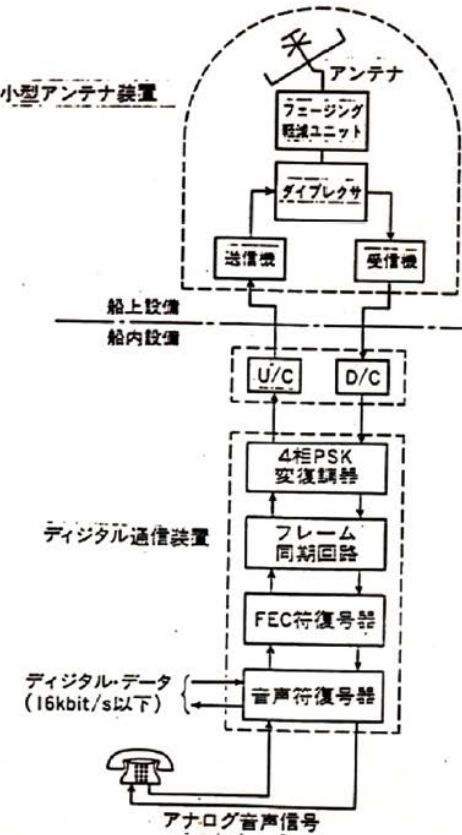 小型アンテナ装置
アンテナ
フェージング
軽減ユニット
ダイプレクサ
送信機
受信機
船上設備
船内設備
U/C
D/C
4相PSK
変復調器
ディジタル通信装置
フレーム
同期回路
FEC符復号器
ディジタル・データ
(16kbit/s以下)
音声符復号器
アナログ音声信号